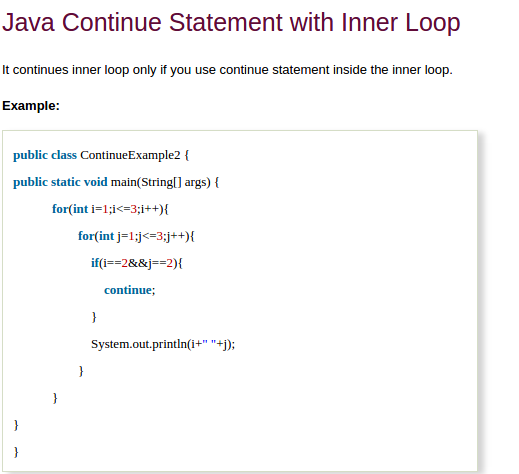 Java Continue Statement with Inner Loop
It continues inner loop only if you use continue statement inside the inner loop.
Example:
public class ContinueExample2 {
public static void main(String[] args) {
for(int i=1;i<=3;i++){
for(int j=1;j<=3;j++){
if(i==2&&j==2){
continue;
}
System.out.println(i+" "+j);
}
}
}
}